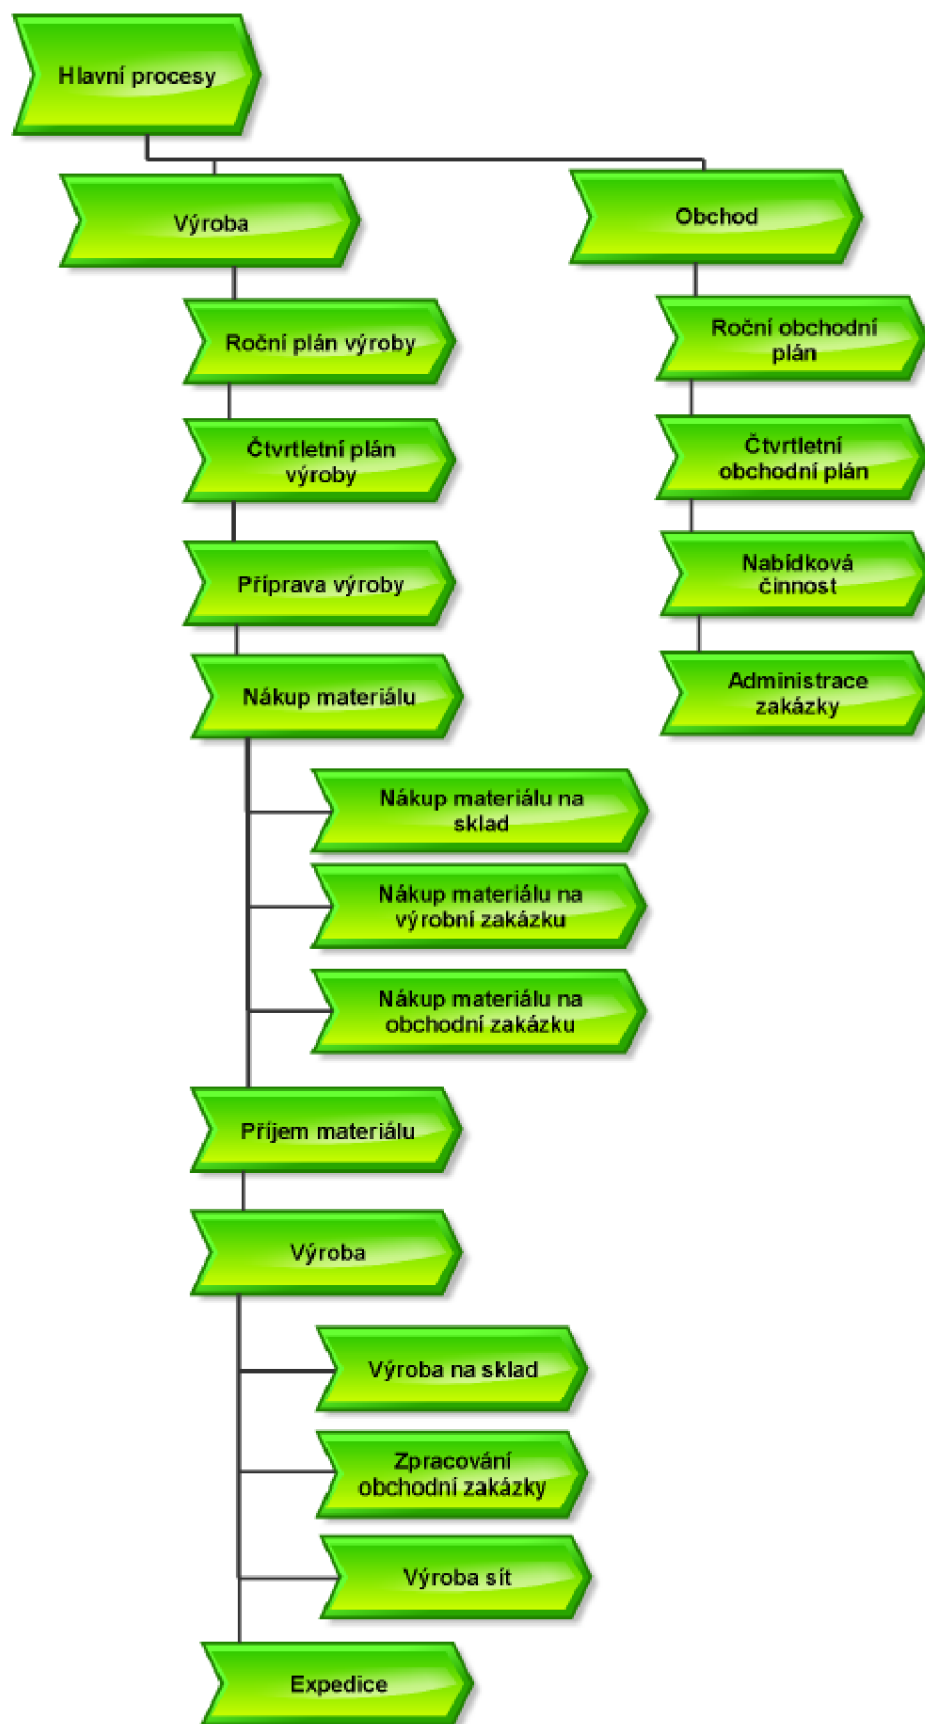 Hlavní procesy
Výroba
Obchod
Roční plán výroby
Roční obchodní
plán
Čtvrtletní plán
výroby
Čtvrtletní
obchodní plán
Příprava výroby
Nabídková
činnost
Nákup materiálu
Administrace
zakázky
Nákup materiálu na
sklad
Nákup materiálu na
výrobní zakázku
Nákup materiálu na
obchodní zakázku
Příjem materiálu
Výroba
Výroba na sklad
Zpracování
obchodní zakázky
Výroba sít
Expedice